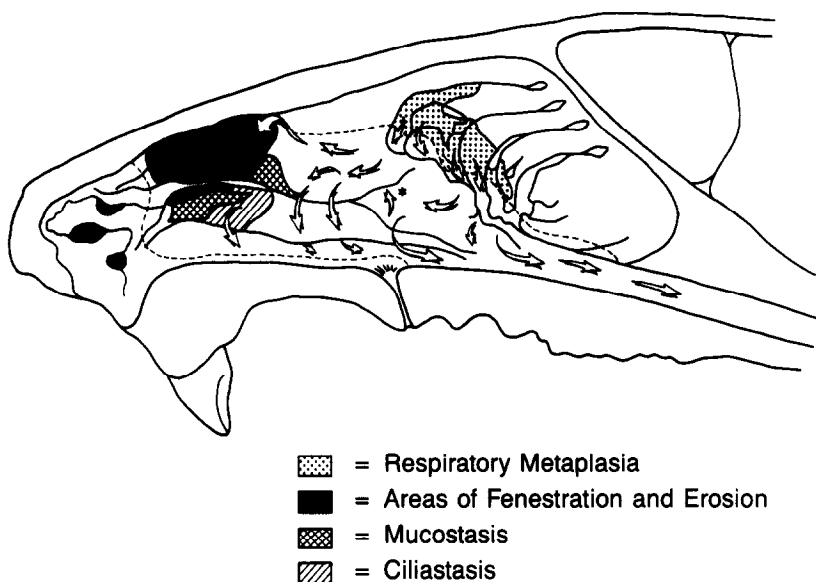 *
= Respiratory Metaplasia
= Areas of Fenestration and Erosion
= Mucostasis
= Ciliastasis